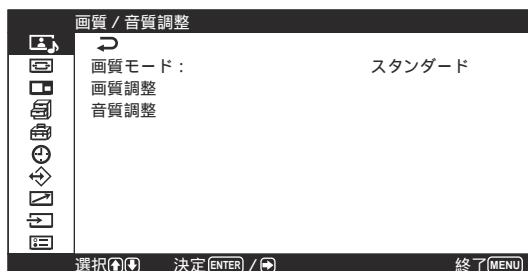 画質 / 音質調整
画質モード： スタンダード
画質調整
音質調整
選択 決定 ENTER / 終了 MENU